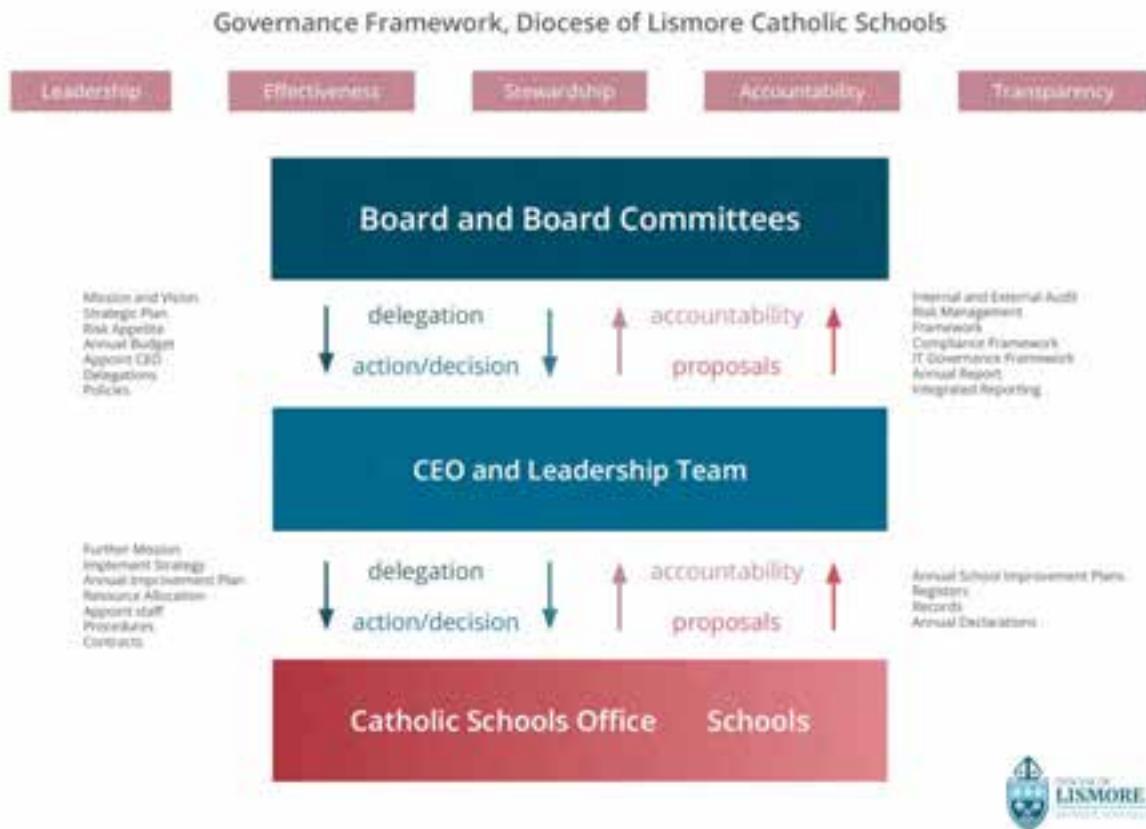 Governance Framework, Diocese of Lismore Catholic Schools
Leadership
Effectiveness
Stewardship
Accountability
Transparency
Board and Board Committees
Mission and Vision
Strategic Plan
Risk Appetite
Annual Budget
Appoint CEO
Delegations
Policies
delegation
action/decision
accountability
proposals
Internal and External Audit
Risk Management
Framework
Compliance Framework
IT Governance Framework
Annual Report
Integrated Reporting
CEO and Leadership Team
Further Mission
Implement Strategy
Annual Improvement Plan
Resource Allocation
Appoint staff
Procedures
Contracts
delegation
action/decision
accountability
proposals
Annual School Improvement Plans
Registers
Records
Annual Declarations
Catholic Schools Office
Schools
DIOCESE OF
LISMORE
CATHOLIC SCHOOLS